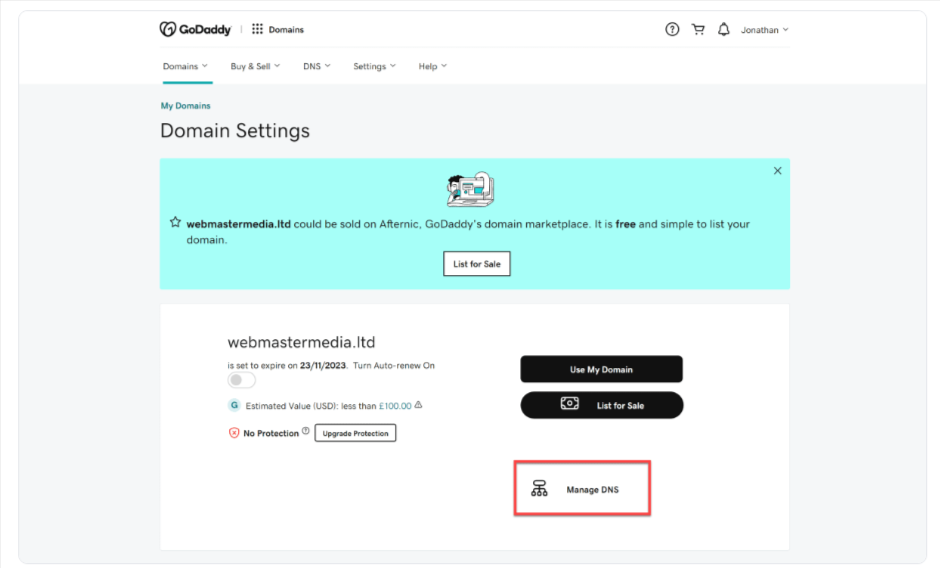 GoDaddy Domains Jonathan
Domains Buy & Sell DNS Settings Help
My Domains
Domain Settings
webmastermedia.ltd could be sold on Afternic, GoDaddy's domain marketplace. It is free and simple to list your
domain.
List for Sale
webmastermedia.ltd
is set to expire on 23/11/2023. Turn Auto-renew On
Use My Domain
G Estimated Value (USD): less than £100.00
List for Sale
No Protection Upgrade Protection
Manage DNS